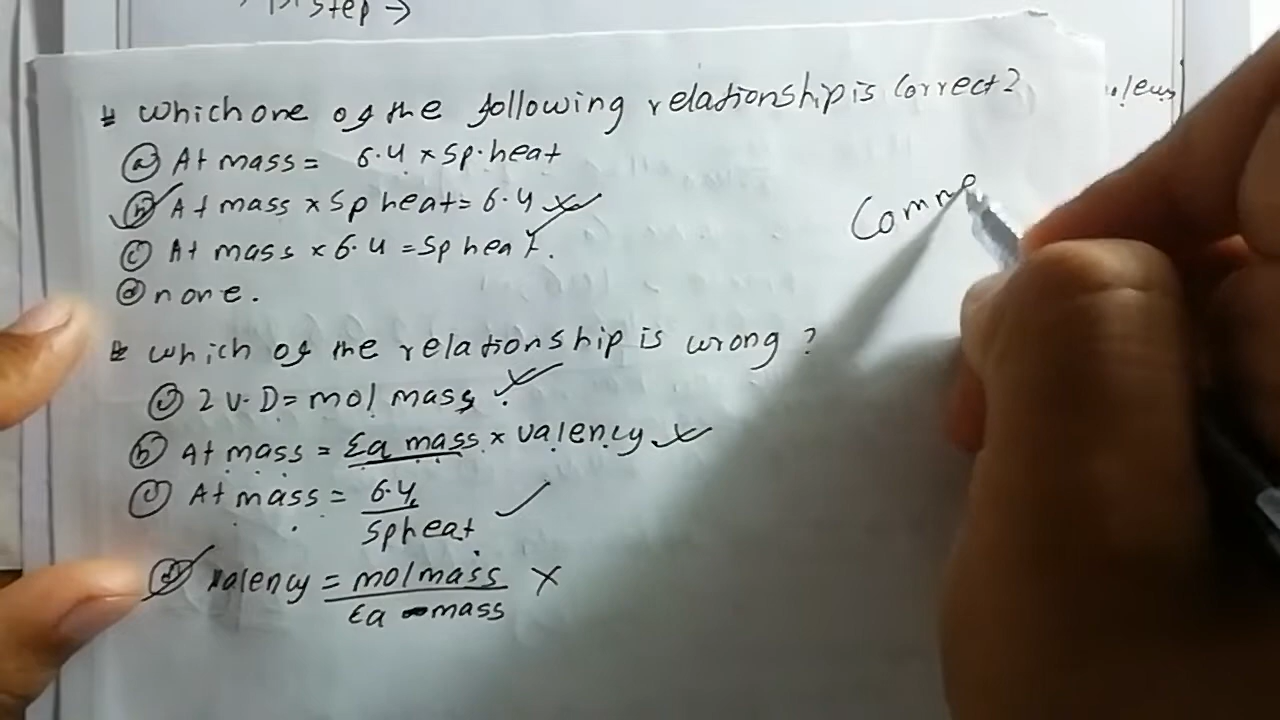 1st step →
Which one of the following relationship is Correct?
(a) At mass = 6.4 × sp. heat
(b) At mass × Sp heat = 6.4
(c) At mass × 6.4 = sp heat.
(d) none.
Which of the relationship is wrong?
(a) 2 V.D = mol mass
(b) At mass = Eq mass × valency
(c) At mass = 6.4
Sp heat
(d) valency = mol mass
Eq mass
Comme